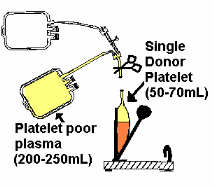 Single
Donor
Platelet
(50-70mL)
Platelet poor
plasma
(200-250mL)